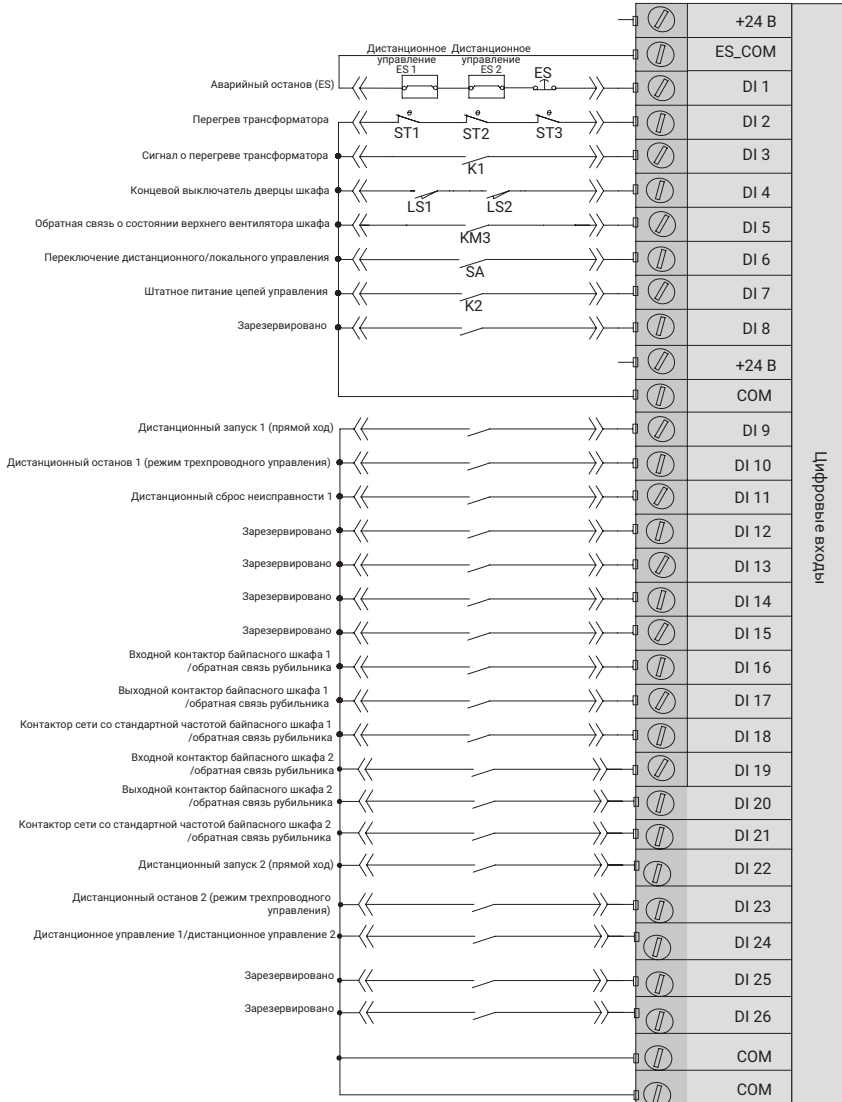 +24 В
ES_COM
Дистанционное управление ES 1
Дистанционное управление ES 2
ES
Аварийный останов (ES)
DI 1
Перегрев трансформатора
ST1
ST2
ST3
DI 2
Сигнал о перегреве трансформатора
K1
DI 3
Концевой выключатель дверцы шкафа
LS1
LS2
DI 4
Обратная связь о состоянии верхнего вентилятора шкафа
KM3
DI 5
Переключение дистанционного/локального управления
SA
DI 6
Штатное питание цепей управления
K2
DI 7
Зарезервировано
DI 8
+24 В
COM
Дистанционный запуск 1 (прямой ход)
DI 9
Дистанционный останов 1 (режим трехпроводного управления)
DI 10
Дистанционный сброс неисправности 1
DI 11
Зарезервировано
DI 12
Зарезервировано
DI 13
Зарезервировано
DI 14
Зарезервировано
DI 15
Входной контактор байпасного шкафа 1
/обратная связь рубильника
DI 16
Выходной контактор байпасного шкафа 1
/обратная связь рубильника
DI 17
Контактор сети со стандартной частотой байпасного шкафа 1
/обратная связь рубильника
DI 18
Входной контактор байпасного шкафа 2
/обратная связь рубильника
DI 19
Выходной контактор байпасного шкафа 2
/обратная связь рубильника
DI 20
Контактор сети со стандартной частотой байпасного шкафа 2
/обратная связь рубильника
DI 21
Дистанционный запуск 2 (прямой ход)
DI 22
Дистанционный останов 2 (режим трехпроводного
управления)
DI 23
Дистанционное управление 1/дистанционное управление 2
DI 24
Зарезервировано
DI 25
Зарезервировано
DI 26
COM
COM
Цифровые входы